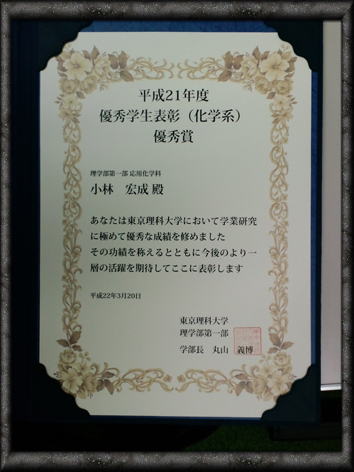 平成21年度
優秀学生表彰（化学系）
優秀賞
理学部第一部 応用化学科
小林　宏成 殿
あなたは東京理科大学において学業研究
に極めて優秀な成績を修めました
その功績を称えるとともに今後のより一
層の活躍を期待してここに表彰します
平成22年3月20日
東京理科大学
理学部第一部
学部長　丸山　義博